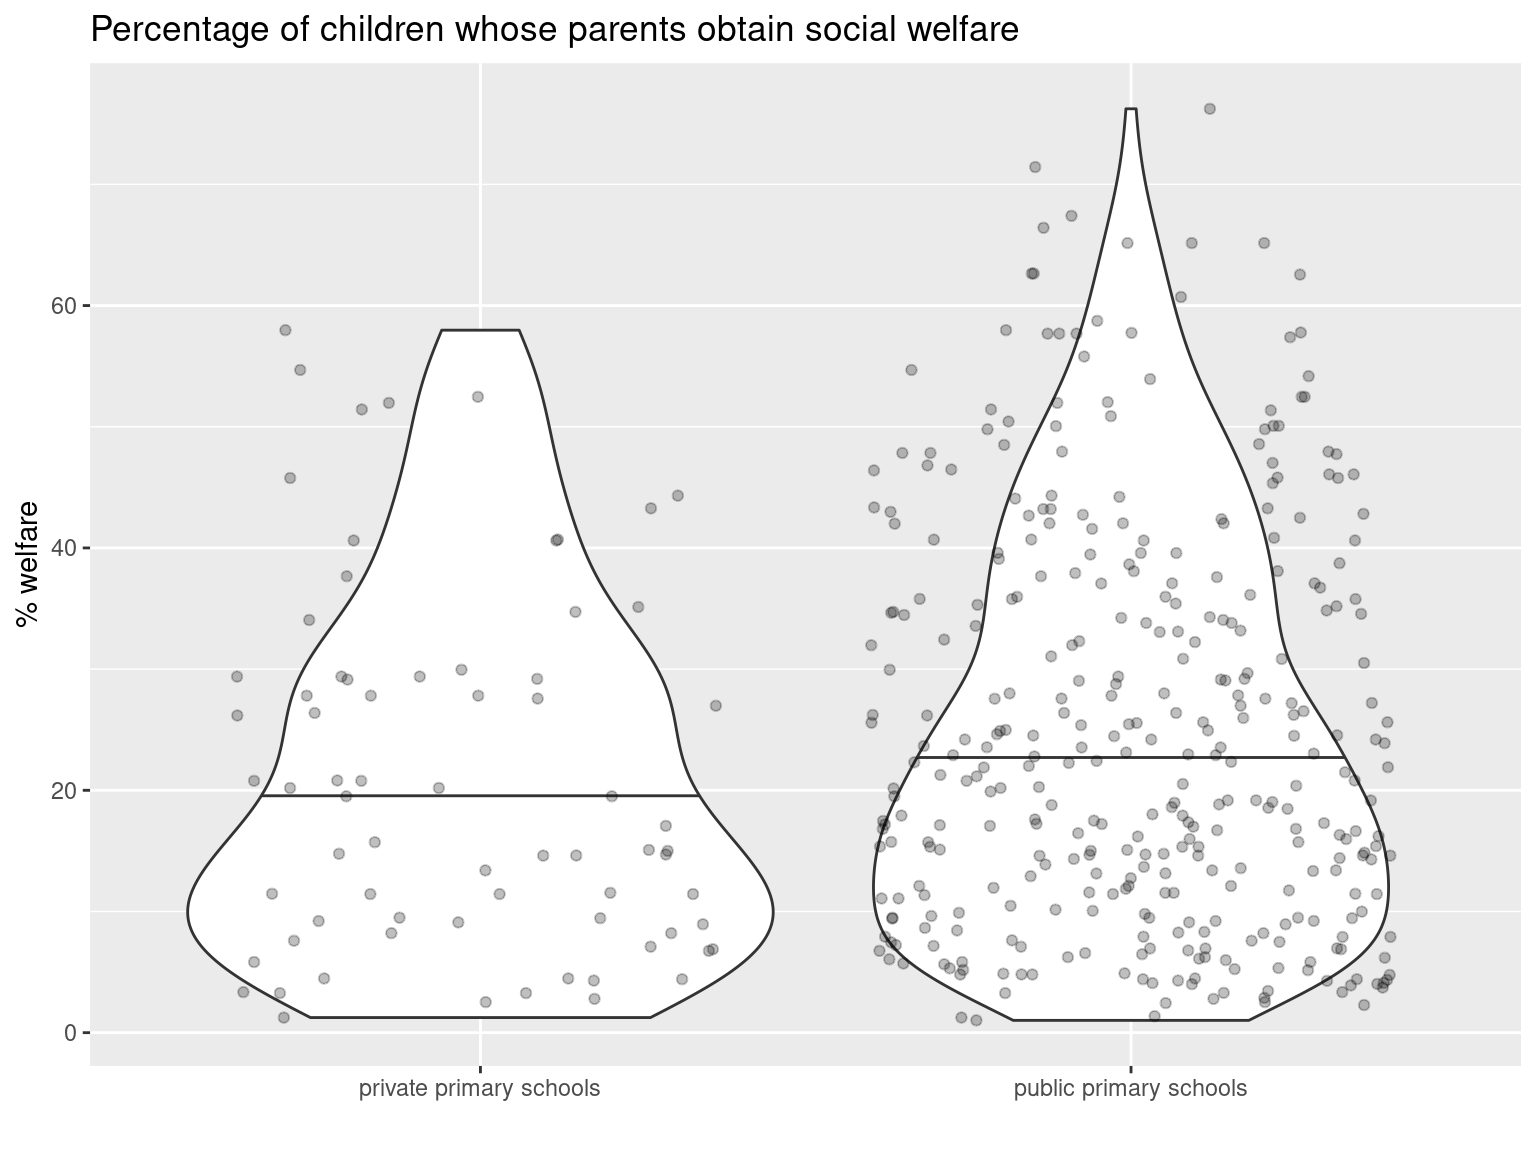 Percentage of children whose parents obtain social welfare
% welfare
60
40
20
0
private primary schools
public primary schools